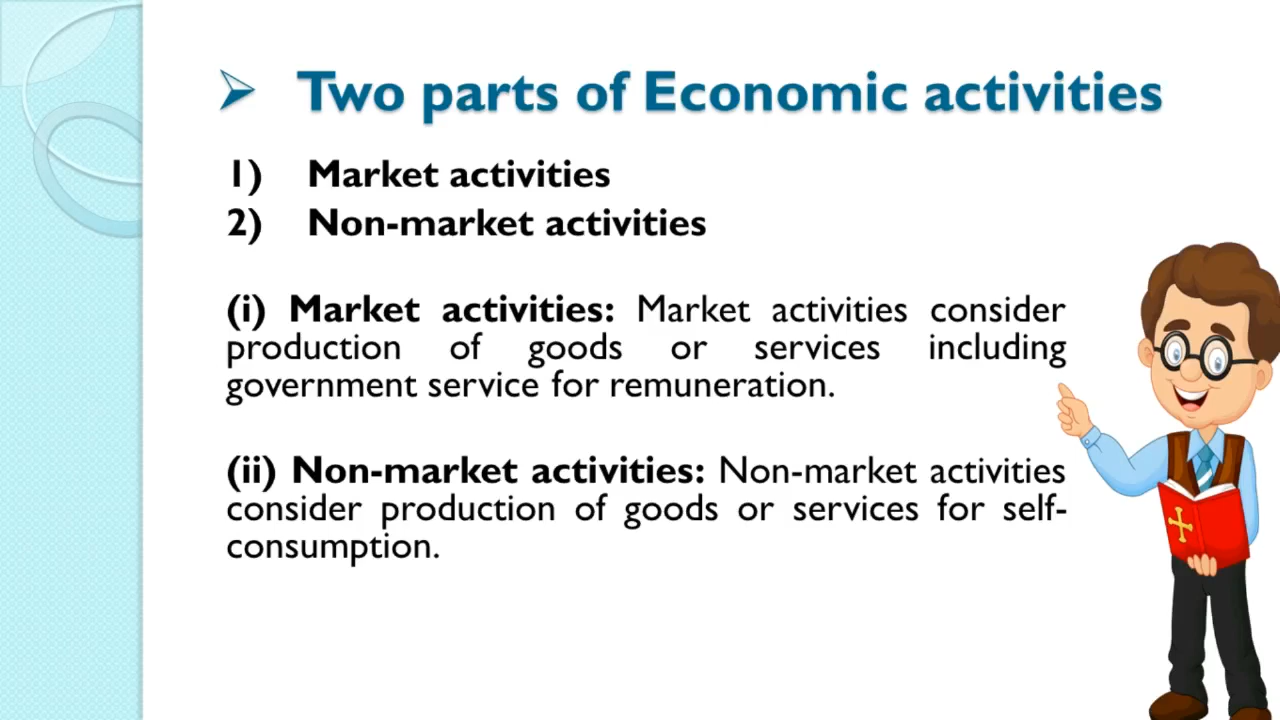 ➢ Two parts of Economic activities
1) Market activities
2) Non-market activities
(i) Market activities: Market activities consider
production of goods or services including
government service for remuneration.
(ii) Non-market activities: Non-market activities
consider production of goods or services for self-
consumption.